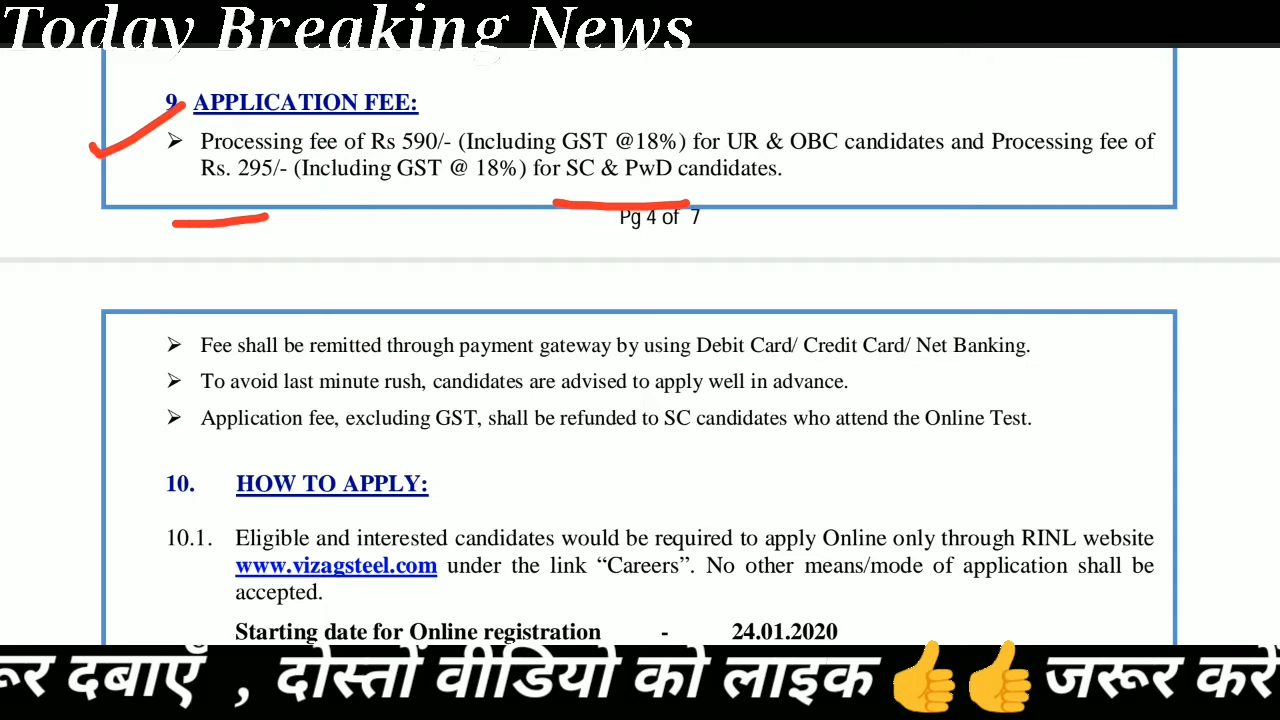 Today Breaking News
9. APPLICATION FEE:
➢ Processing fee of Rs 590/- (Including GST @18%) for UR & OBC candidates and Processing fee of
Rs. 295/- (Including GST @ 18%) for SC & PwD candidates.
Pg 4 of 7
➢ Fee shall be remitted through payment gateway by using Debit Card/ Credit Card/ Net Banking.
➢ To avoid last minute rush, candidates are advised to apply well in advance.
➢ Application fee, excluding GST, shall be refunded to SC candidates who attend the Online Test.
10. HOW TO APPLY:
10.1. Eligible and interested candidates would be required to apply Online only through RINL website
www.vizagsteel.com under the link “Careers”. No other means/mode of application shall be
accepted.
Starting date for Online registration - 24.01.2020
दबाएँ , दोस्तों वीडियो को लाइक 👍👍 जरूर करें